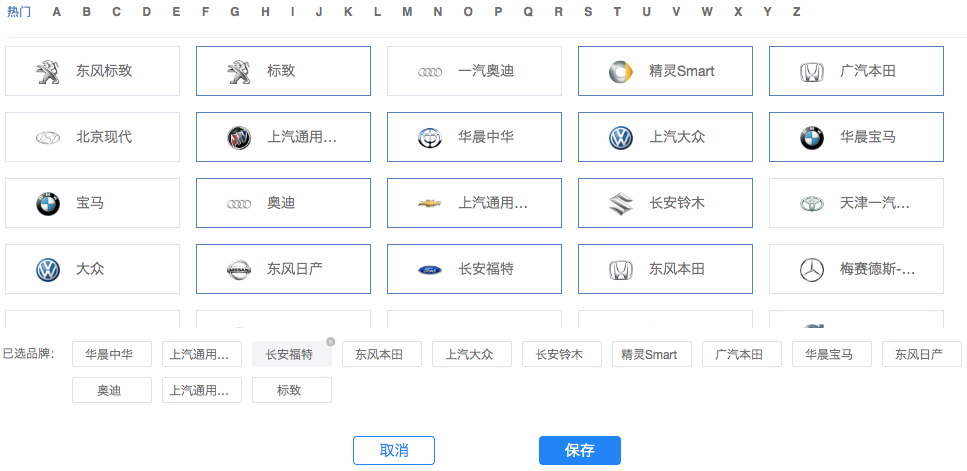 热门 A B C D E F G H I J K L M N O P Q R S T U V W X Y Z
东风标致 标致 一汽奥迪 精灵Smart 广汽本田
北京现代 上汽通用... 华晨中华 上汽大众 华晨宝马
宝马 奥迪 上汽通用... 长安铃木 天津一汽...
大众 东风日产 长安福特 东风本田 梅赛德斯-...
已选品牌： 华晨中华 上汽通用... 长安福特 东风本田 上汽大众 长安铃木 精灵Smart 广汽本田 华晨宝马 东风日产
奥迪 上汽通用... 标致
取消 保存